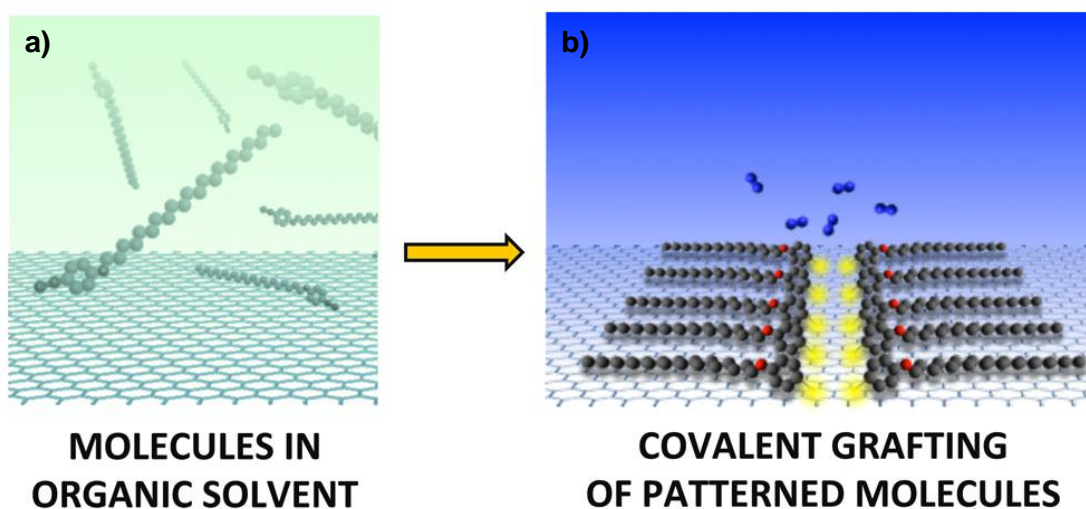 a)
b)
MOLECULES IN
ORGANIC SOLVENT
COVALENT GRAFTING
OF PATTERNED MOLECULES